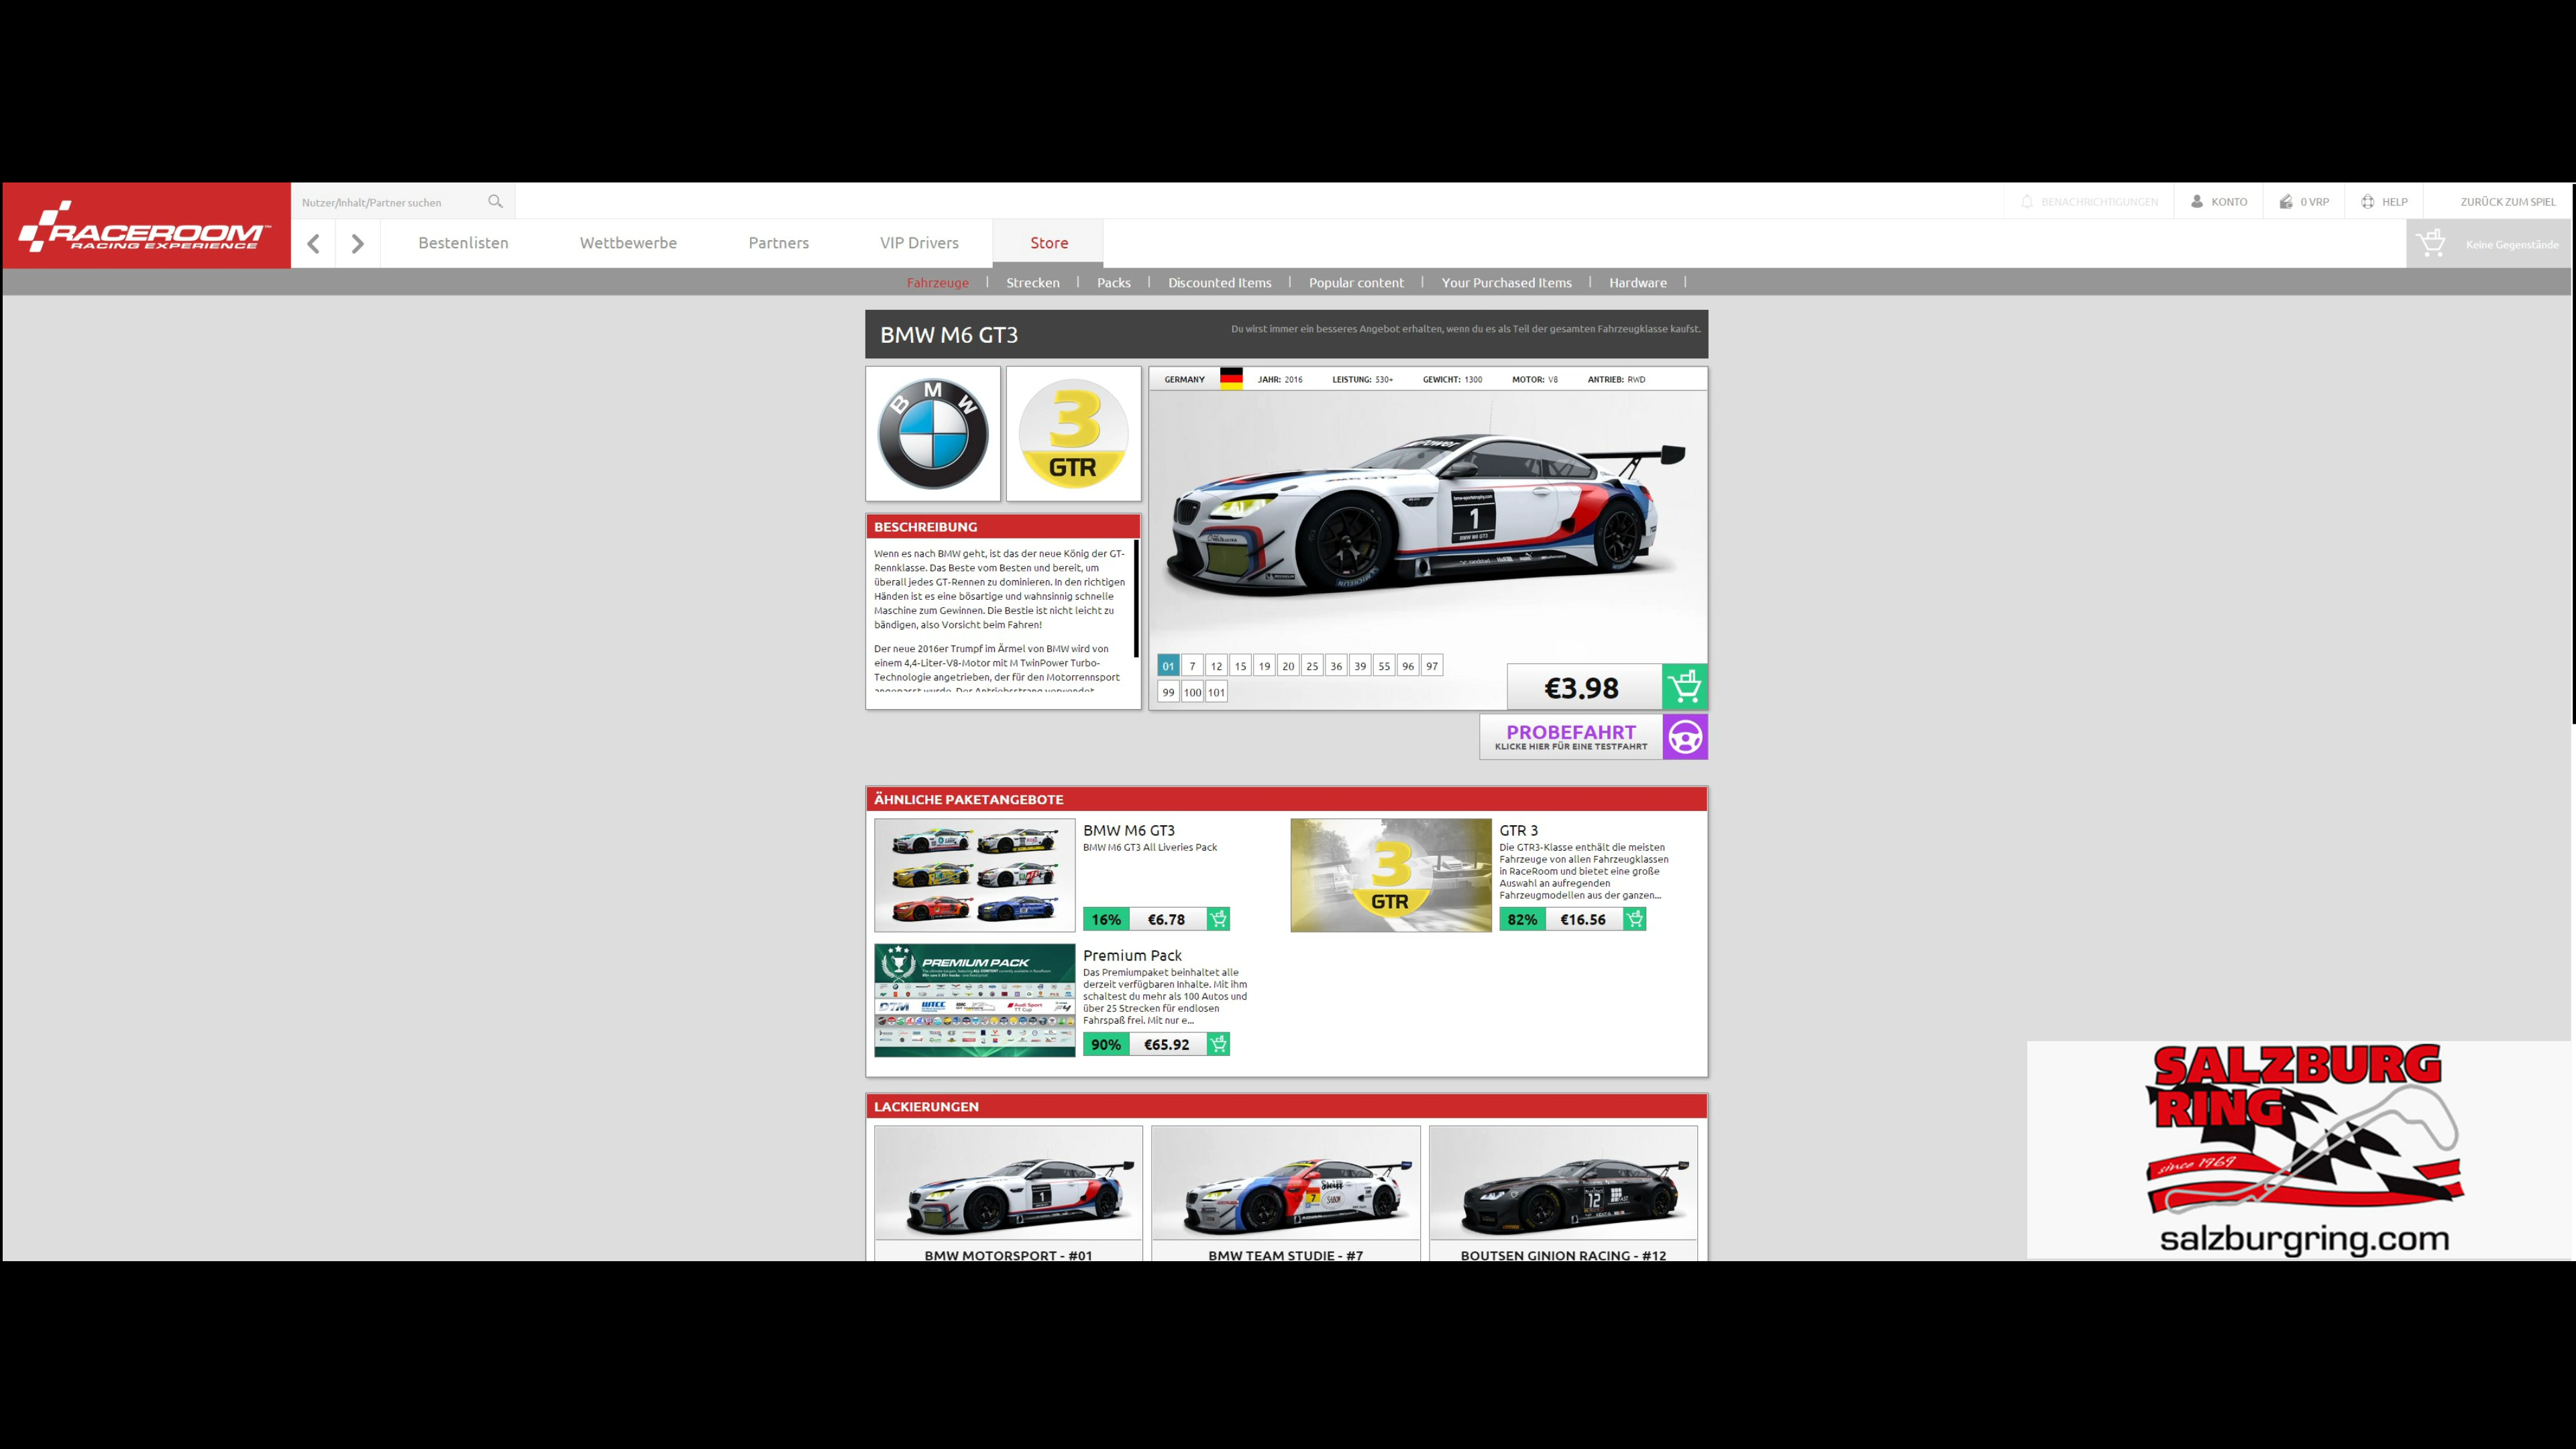 RACEROOM
RACING EXPERIENCE
Nutzer/Inhalt/Partner suchen
BENACHRICHTIGUNGEN
KONTO
0 VRP
HELP
ZURÜCK ZUM SPIEL
Bestenlisten
Wettbewerbe
Partners
VIP Drivers
Store
Keine Gegenstände
Fahrzeuge | Strecken | Packs | Discounted Items | Popular content | Your Purchased Items | Hardware |
BMW M6 GT3
Du wirst immer ein besseres Angebot erhalten, wenn du es als Teil der gesamten Fahrzeugklasse kaufst.
BMW
3
GTR
GERMANY JAHR: 2016 LEISTUNG: 530+ GEWICHT: 1300 MOTOR: V8 ANTRIEB: RWD
1
BMW M6 GT3
BESCHREIBUNG
Wenn es nach BMW geht, ist das der neue König der GT-
Rennklasse. Das Beste vom Besten und bereit, um
überall jedes GT-Rennen zu dominieren. In den richtigen
Händen ist es eine bösartige und wahnsinnig schnelle
Maschine zum Gewinnen. Die Bestie ist nicht leicht zu
bändigen, also Vorsicht beim Fahren!
Der neue 2016er Trumpf im Ärmel von BMW wird von
einem 4,4-Liter-V8-Motor mit M TwinPower Turbo-
Technologie angetrieben, der für den Motorrennsport
angepasst wurde. Der Antriebsstrang verwendet
01 7 12 15 19 20 25 36 39 55 96 97
99 100 101
€3.98
PROBEFAHRT
KLICKE HIER FÜR EINE TESTFAHRT
ÄHNLICHE PAKETANGEBOTE
BMW M6 GT3
BMW M6 GT3 All Liveries Pack
16% €6.78
3
GTR
GTR 3
Die GTR3-Klasse enthält die meisten
Fahrzeuge von allen Fahrzeugklassen
in RaceRoom und bietet eine große
Auswahl an aufregenden
Fahrzeugmodellen aus der ganzen...
82% €16.56
PREMIUM PACK
Premium Pack
Das Premiumpaket beinhaltet alle
derzeit verfügbaren Inhalte. Mit ihm
schaltest du mehr als 100 Autos und
über 25 Strecken für endlosen
Fahrspaß frei. Mit nur e...
90% €65.92
LACKIERUNGEN
BMW MOTORSPORT - #01
BMW TEAM STUDIE - #7
BOUTSEN GINION RACING - #12
SALZBURG
RING
since 1969
salzburgring.com